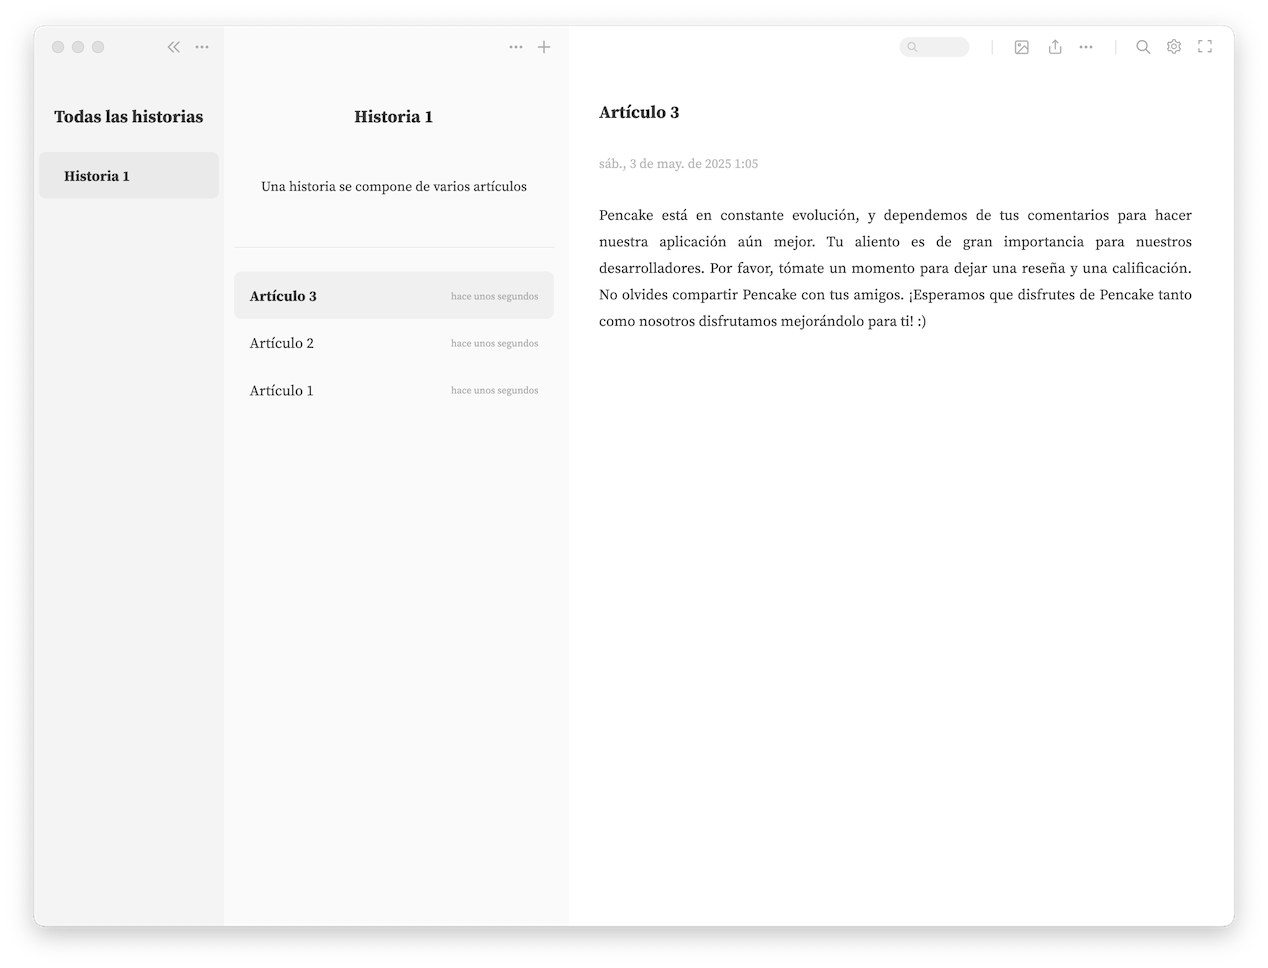 Todas las historias
Historia 1
Historia 1
Una historia se compone de varios artículos
Artículo 3 hace unos segundos
Artículo 2 hace unos segundos
Artículo 1 hace unos segundos
Artículo 3
sáb., 3 de may. de 2025 1:05
Pencake está en constante evolución, y dependemos de tus comentarios para hacer
nuestra aplicación aún mejor. Tu aliento es de gran importancia para nuestros
desarrolladores. Por favor, tómate un momento para dejar una reseña y una calificación.
No olvides compartir Pencake con tus amigos. ¡Esperamos que disfrutes de Pencake tanto
como nosotros disfrutamos mejorándolo para ti! :)